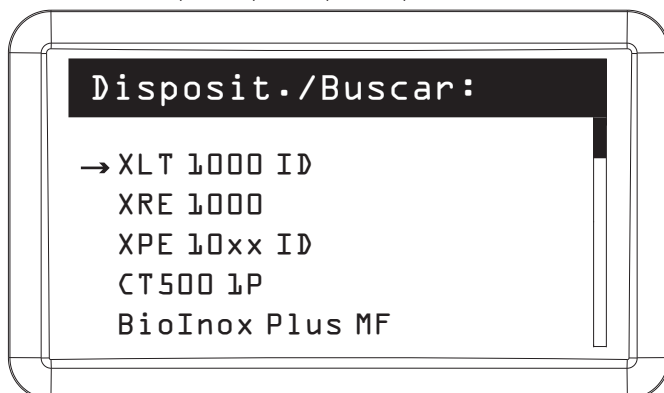 Disposit./Buscar:
→ XLT 1000 ID
XRE 1000
XPE 10xx ID
CT500 1P
BioInox Plus MF